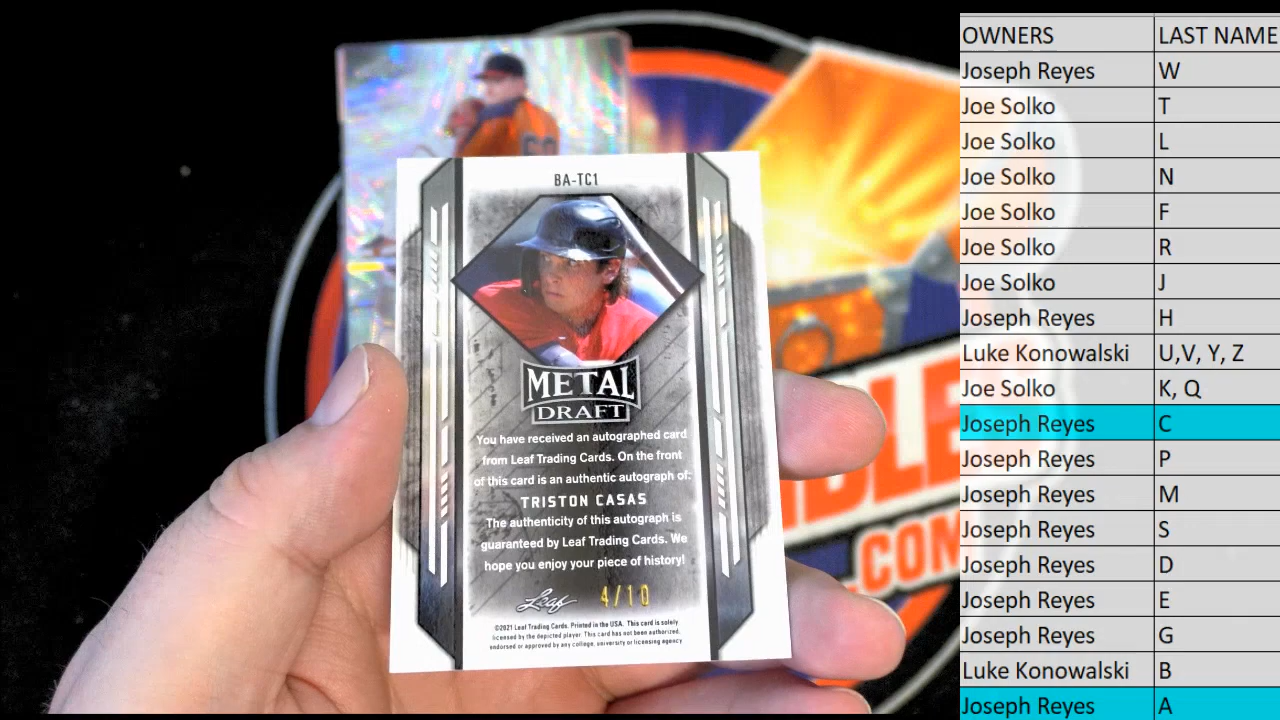 BA-TC1
METAL
DRAFT
You have received an autographed card
from Leaf Trading Cards. On the front
of this card is an authentic autograph of:
TRISTON CASAS
The authenticity of this autograph is
guaranteed by Leaf Trading Cards. We
hope you enjoy your piece of history!
Leaf 4/10
©2021 Leaf Trading Cards. Printed in the USA. This card is solely
licensed by the depicted player. This card has not been authorized,
endorsed or approved by any college, university or licensing agency
.COM
OWNERS LAST NAME
Joseph Reyes W
Joe Solko T
Joe Solko L
Joe Solko N
Joe Solko F
Joe Solko R
Joe Solko J
Joseph Reyes H
Luke Konowalski U,V, Y, Z
Joe Solko K, Q
Joseph Reyes C
Joseph Reyes P
Joseph Reyes M
Joseph Reyes S
Joseph Reyes D
Joseph Reyes E
Joseph Reyes G
Luke Konowalski B
Joseph Reyes A